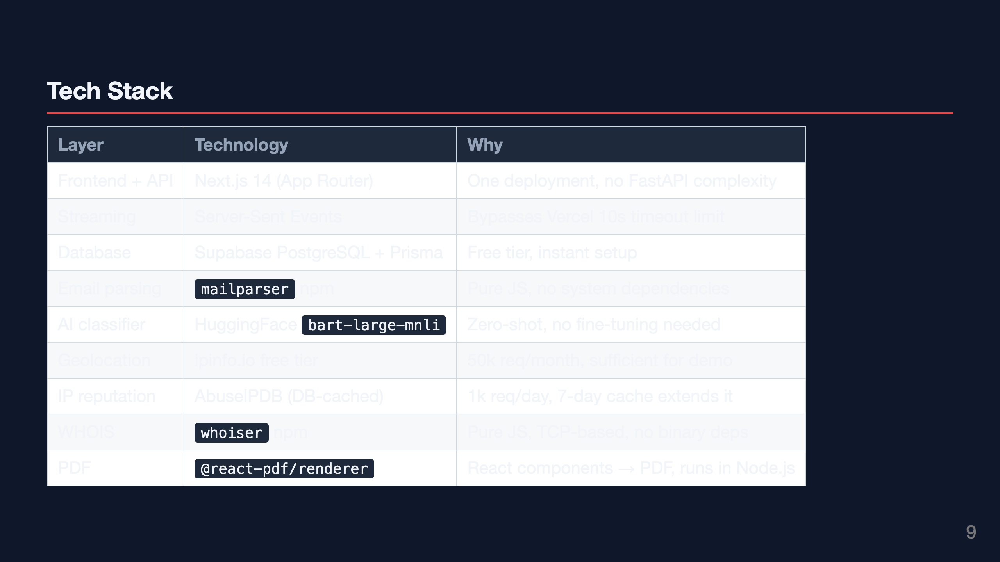 Tech Stack
Layer Technology Why
Frontend + API Next.js 14 (App Router) One deployment, no FastAPI complexity
Streaming Server-Sent Events Bypasses Vercel 10s timeout limit
Database Supabase PostgreSQL + Prisma Free tier, instant setup
Email parsing mailparser npm Pure JS, no system dependencies
AI classifier HuggingFace bart-large-mnli Zero-shot, no fine-tuning needed
Geolocation ipinfo.io free tier 50k req/month, sufficient for demo
IP reputation AbuseIPDB (DB-cached) 1k req/day, 7-day cache extends it
WHOIS whoiser npm Pure JS, TCP-based, no binary deps
PDF @react-pdf/renderer React components → PDF, runs in Node.js
9